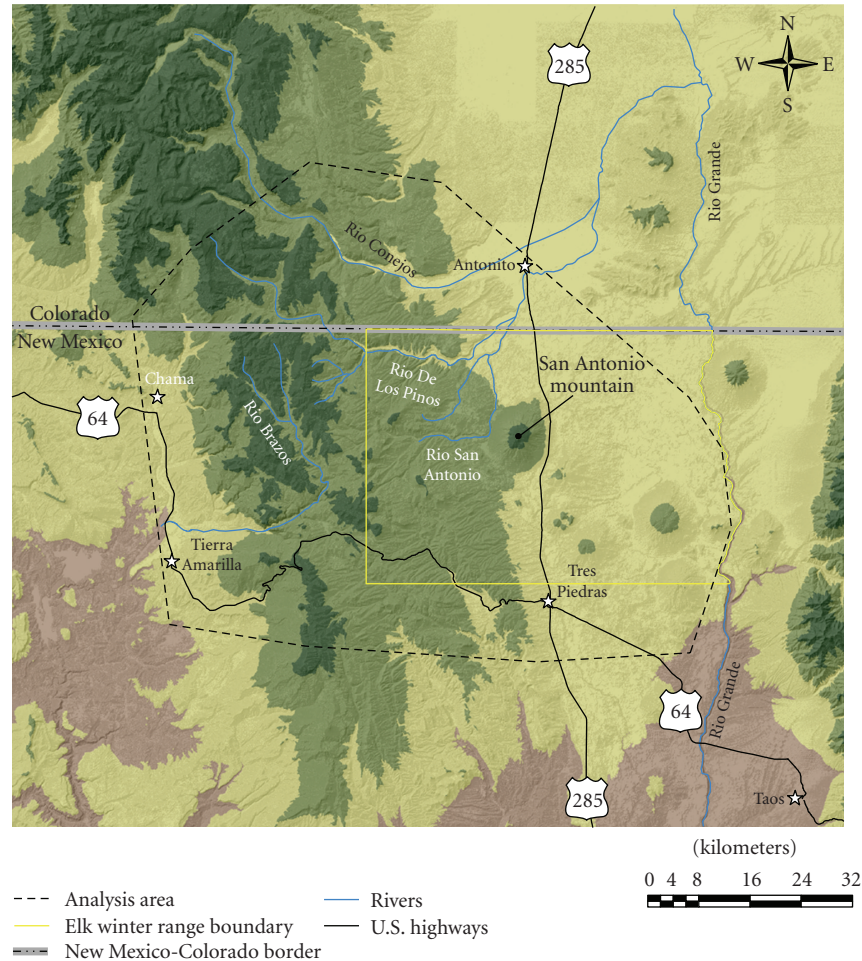 N
W E
S
285
Rio Grande
Rio Conejos
Antonito
Colorado
New Mexico
San Antonio
mountain
Chama
64
Rio De
Los Pinos
Rio Brazos
Rio San
Antonio
Tierra
Amarilla
Tres
Piedras
Rio Grande
64
285
Taos
(kilometers)
0 4 8 16 24 32
Analysis area
Elk winter range boundary
New Mexico-Colorado border
Rivers
U.S. highways